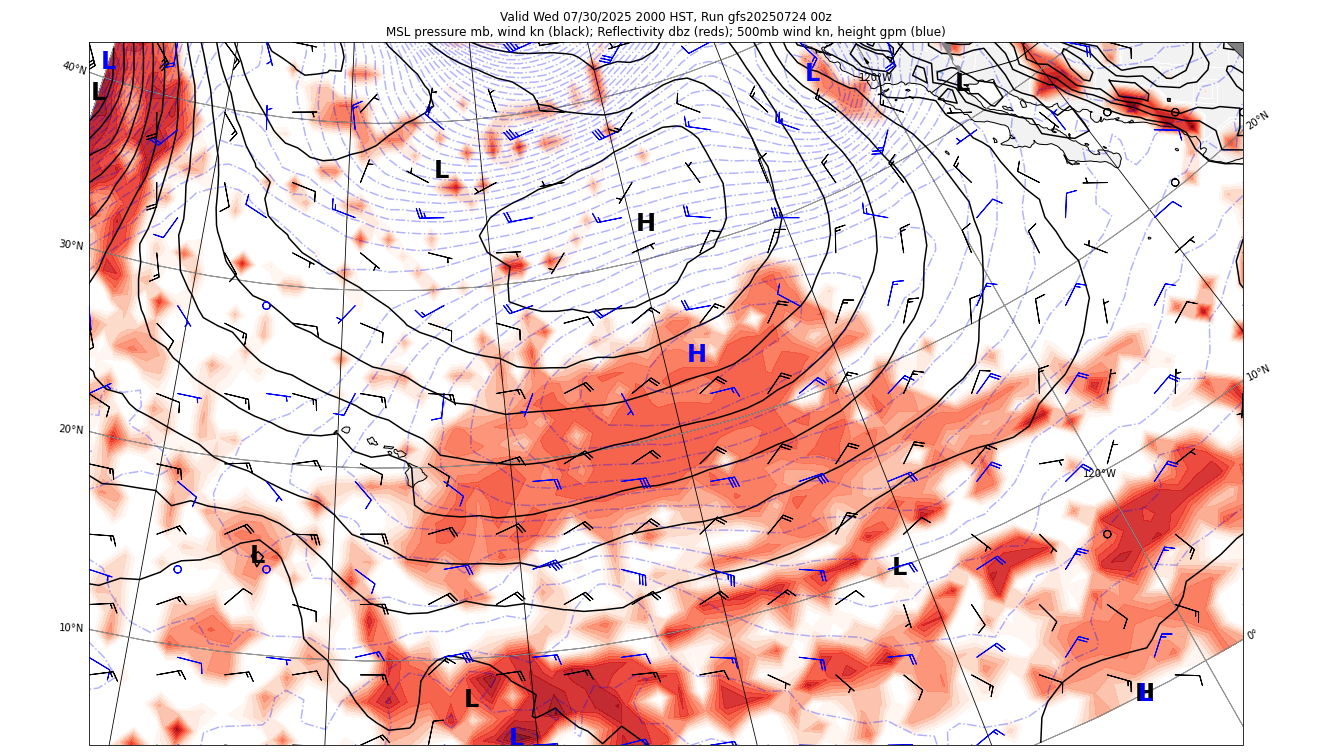 Valid Wed 07/30/2025 2000 HST, Run gfs20250724 00z
MSL pressure mb, wind kn (black); Reflectivity dbz (reds); 500mb wind kn, height gpm (blue)
L
40°N
L
L
120°W
L
20°N
L
H
30°N
H
10°N
20°N
120°W
L
L
10°N
0°
L
H
L
L